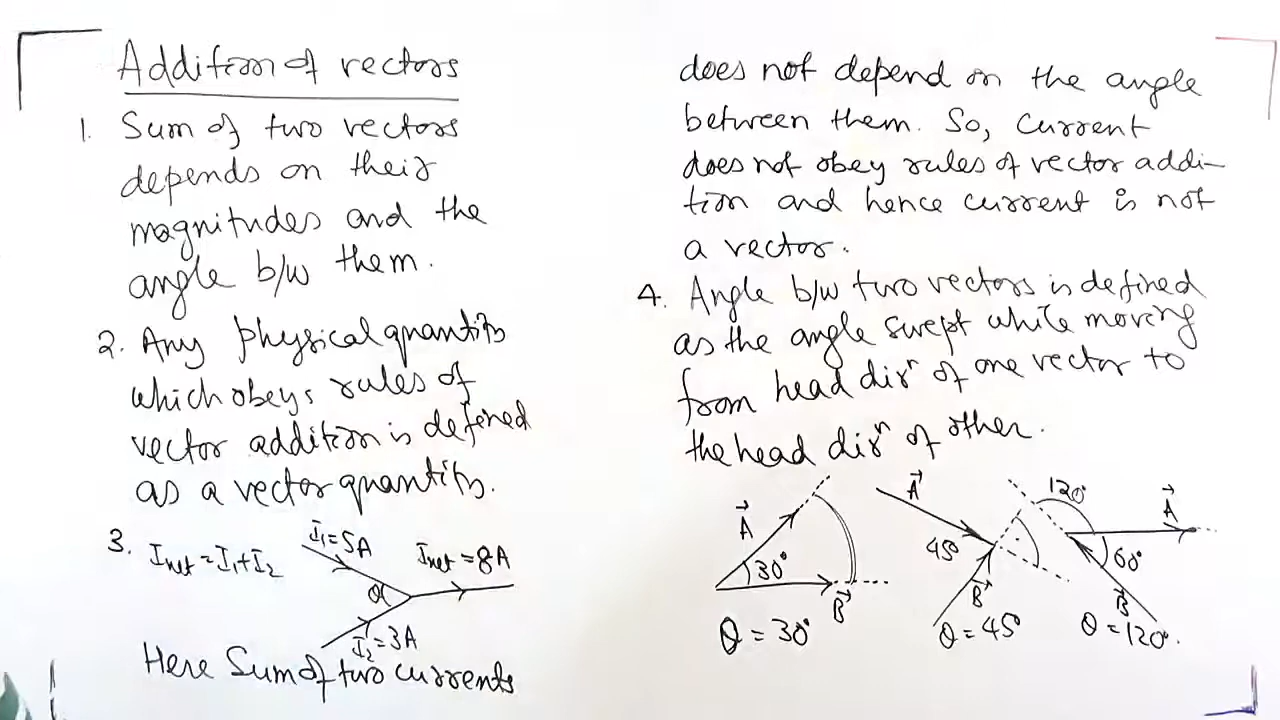 Addition of vectors
1. Sum of two vectors
depends on their
magnitudes and the
angle b/w them.
2. Any physical quantity
which obeys rules of
vector addition is defined
as a vector quantity.
3. Inet = I₁+I₂
I₁=5A
Inet = 8A
α
I₂=3A
Here Sum of two currents
does not depend on the angle
between them. So, current
does not obey rules of vector addi-
tion and hence current is not
a vector.
4. Angle b/w two vectors is defined
as the angle swept while moving
from head dirⁿ of one vector to
the head dirⁿ of other.
A⃗
30°
B⃗
θ = 30°
A⃗
45°
B⃗
θ = 45°
120°
A⃗
60°
B⃗
θ = 120°.